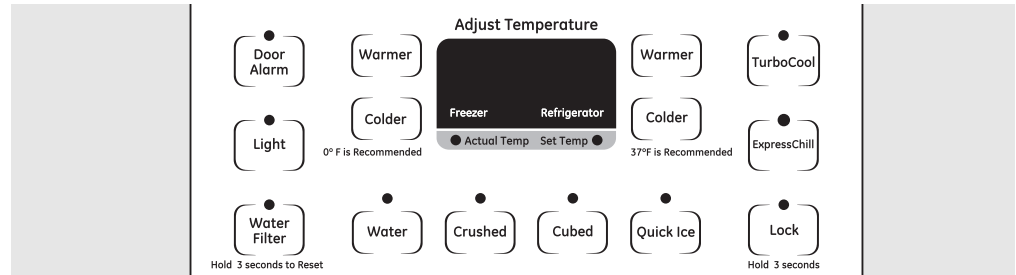 Adjust Temperature
Door
Alarm
Warmer
Warmer
TurboCool
Freezer
Refrigerator
Colder
Colder
Light
Actual Temp
Set Temp
ExpressChill
0° F is Recommended
37°F is Recommended
Water
Filter
Water
Crushed
Cubed
Quick Ice
Lock
Hold 3 seconds to Reset
Hold 3 seconds